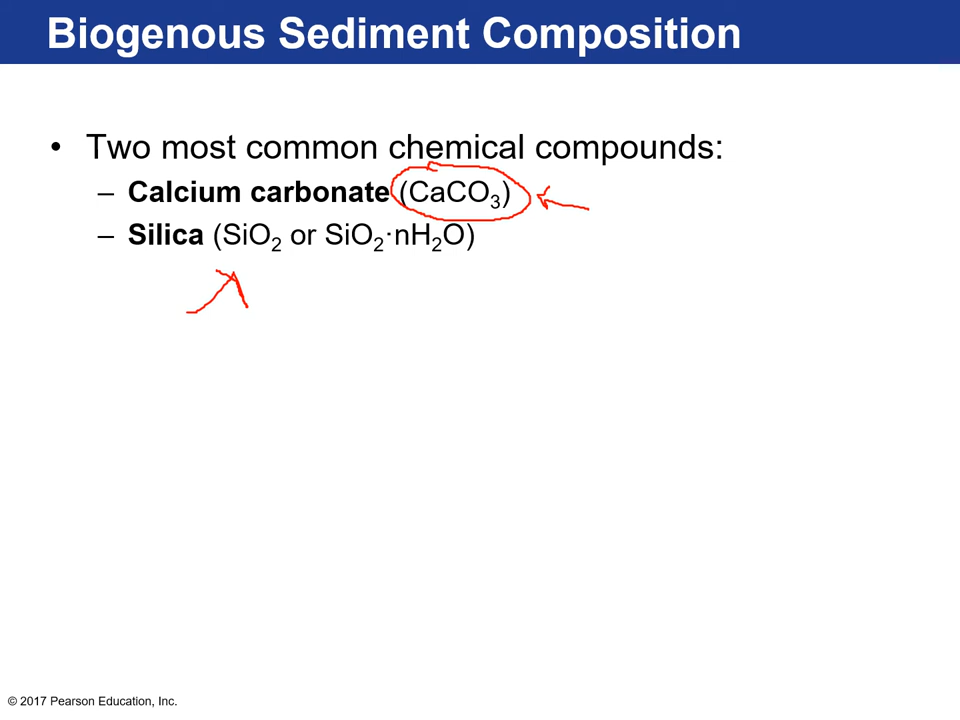 Biogenous Sediment Composition
• Two most common chemical compounds:
– Calcium carbonate (CaCO₃)
– Silica (SiO₂ or SiO₂·nH₂O)
© 2017 Pearson Education, Inc.